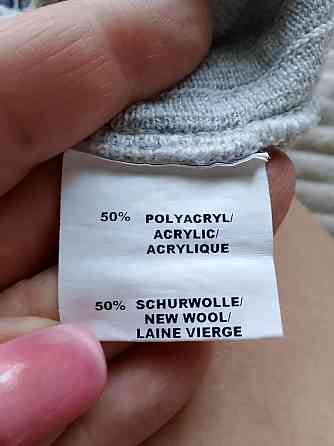 50% POLYACRYL/
ACRYLIC/
ACRYLIQUE
50% SCHURWOLLE/
NEW WOOL/
LAINE VIERGE